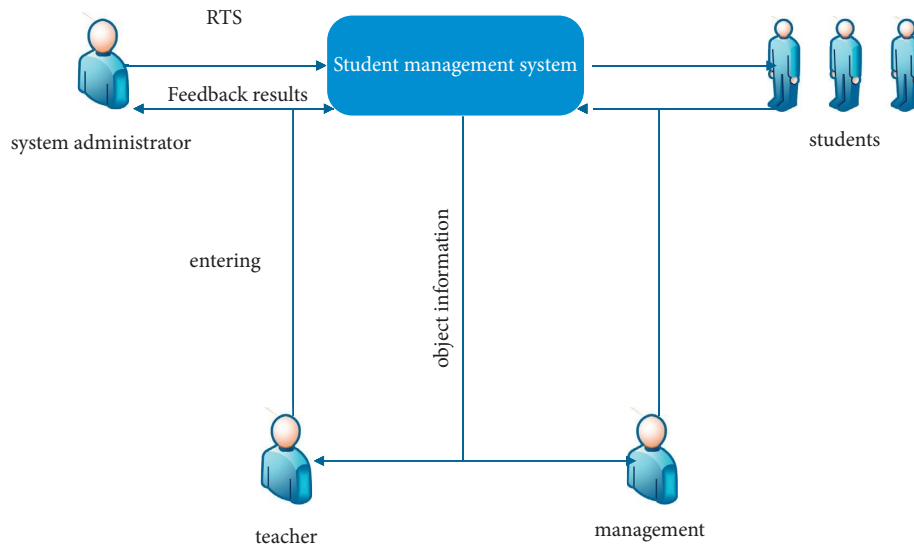 RTS
Student management system
Feedback results
system administrator
students
entering
object information
teacher
management